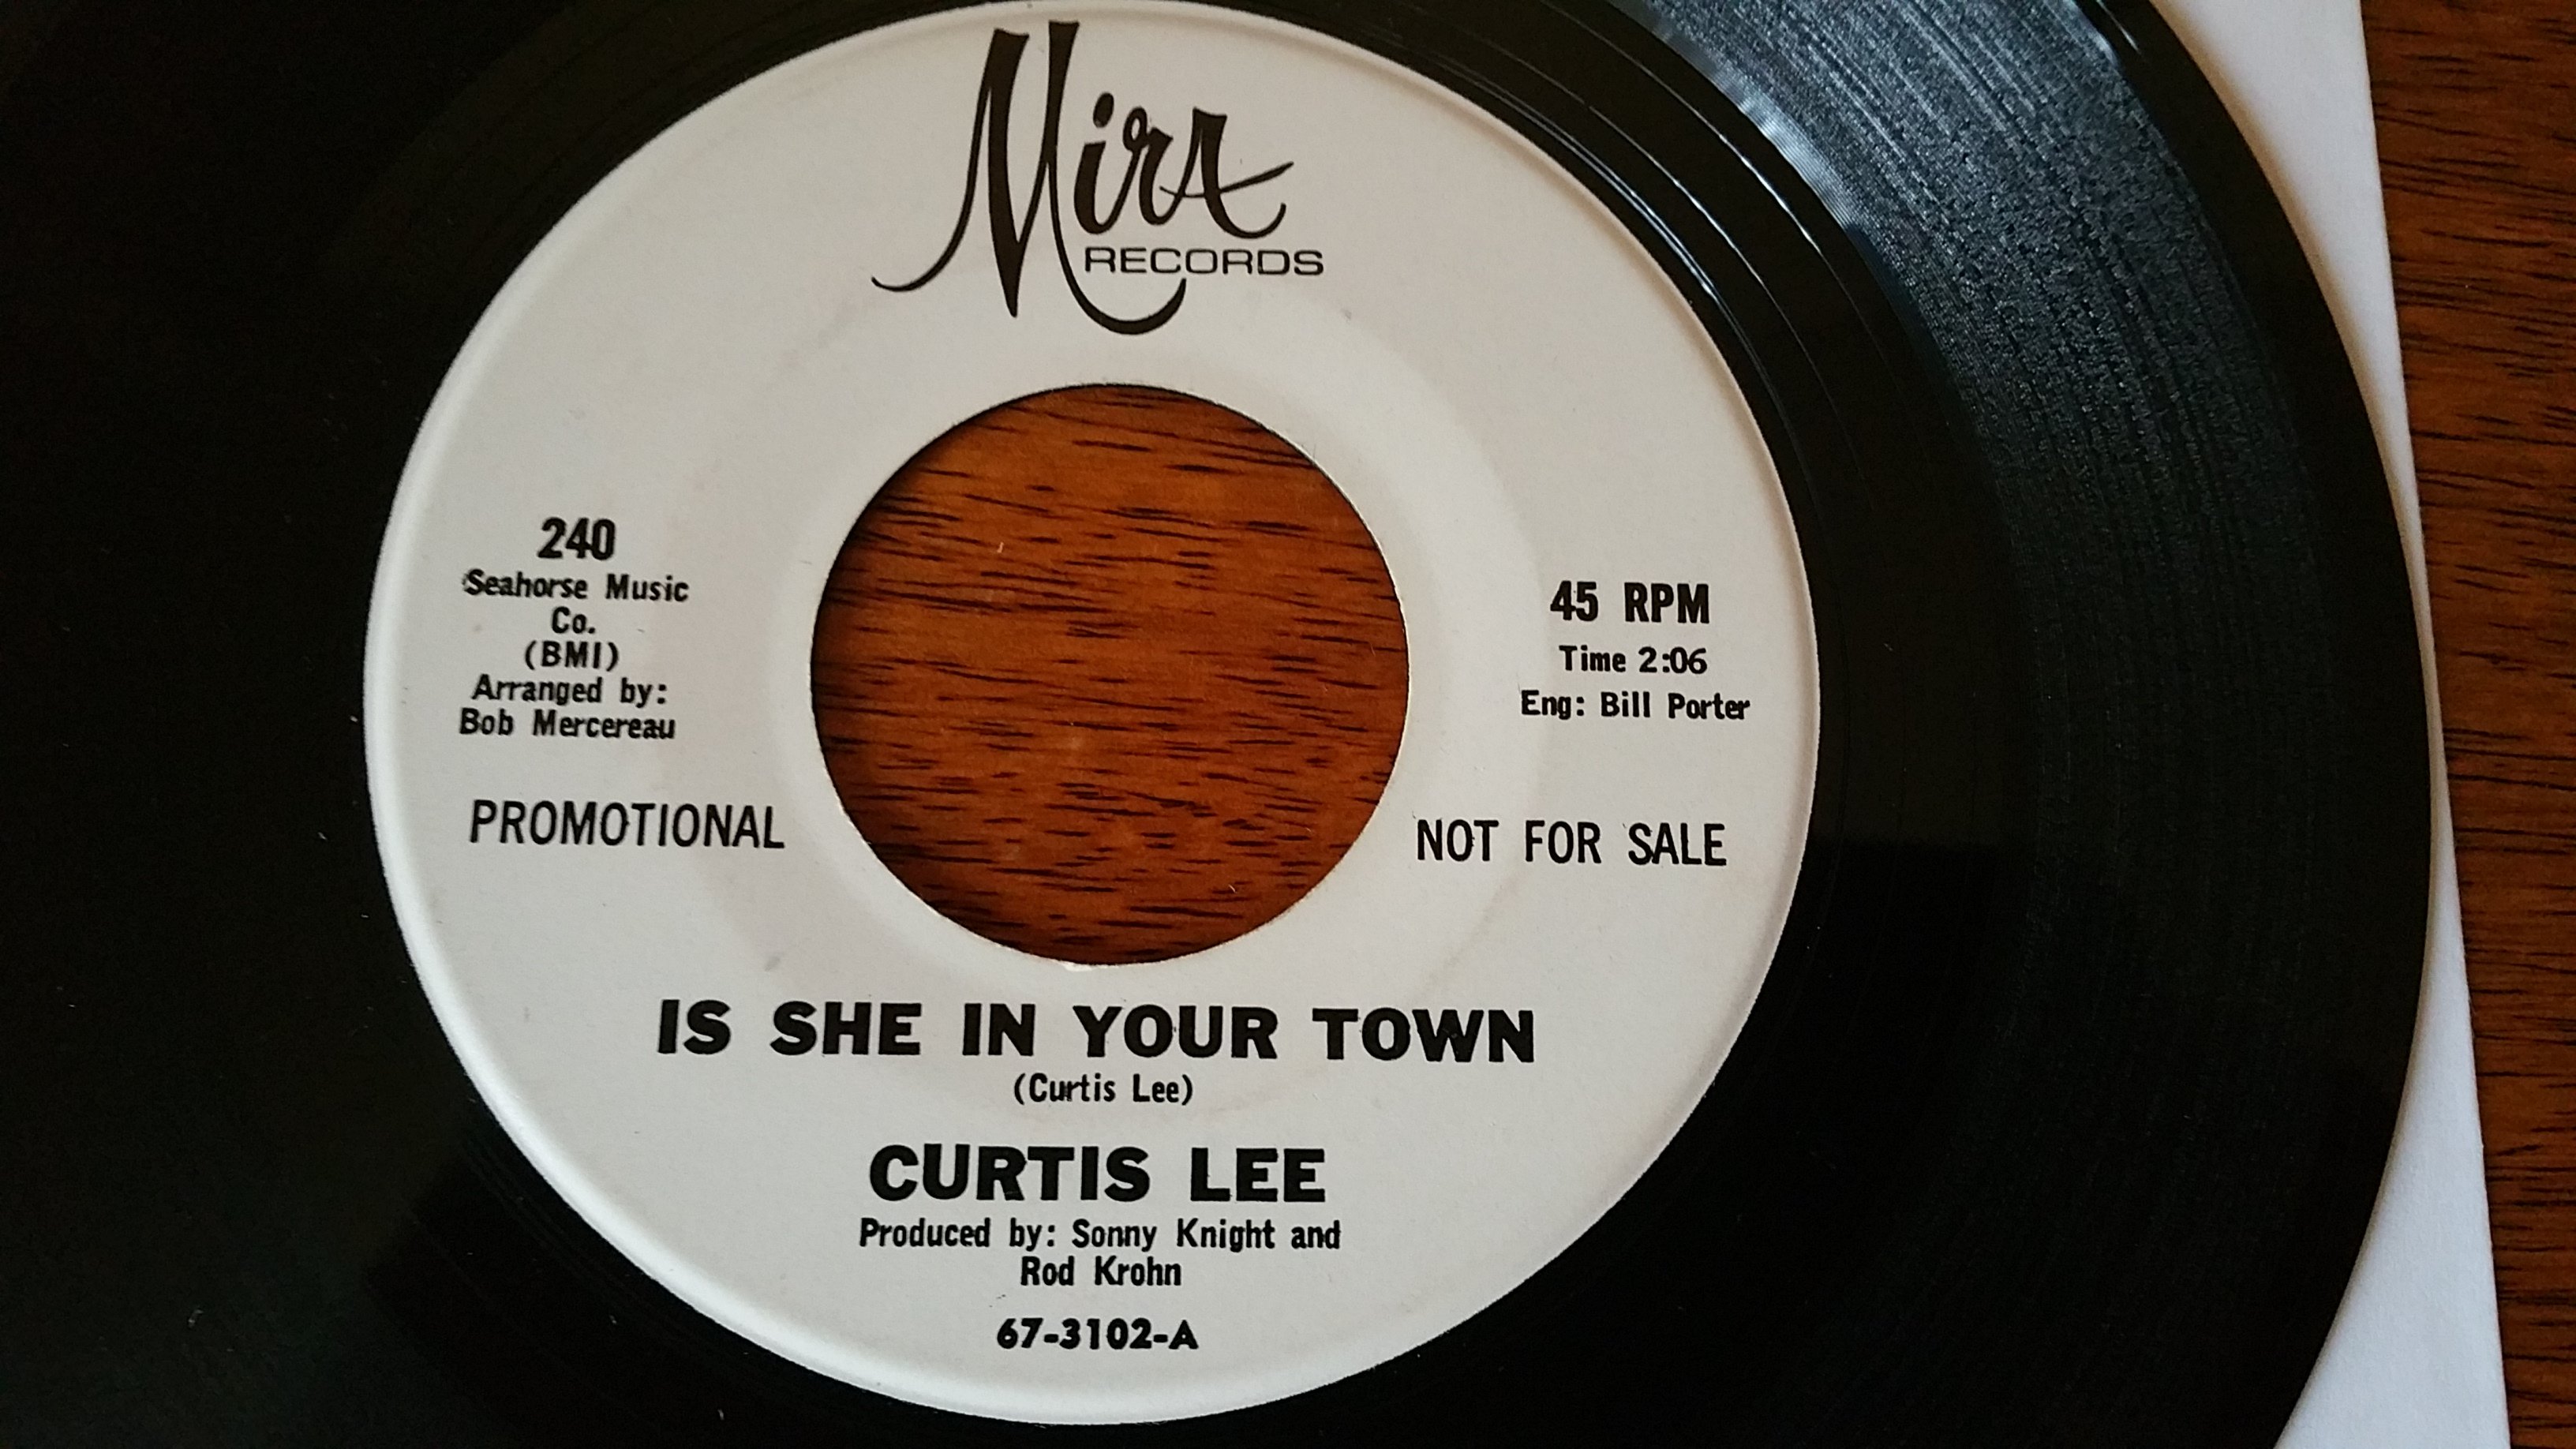 Mira
RECORDS
240
Seahorse Music
Co.
(BMI)
Arranged by:
Bob Mercereau
45 RPM
Time 2:06
Eng: Bill Porter
PROMOTIONAL
NOT FOR SALE
IS SHE IN YOUR TOWN
(Curtis Lee)
CURTIS LEE
Produced by: Sonny Knight and
Rod Krohn
67-3102-A